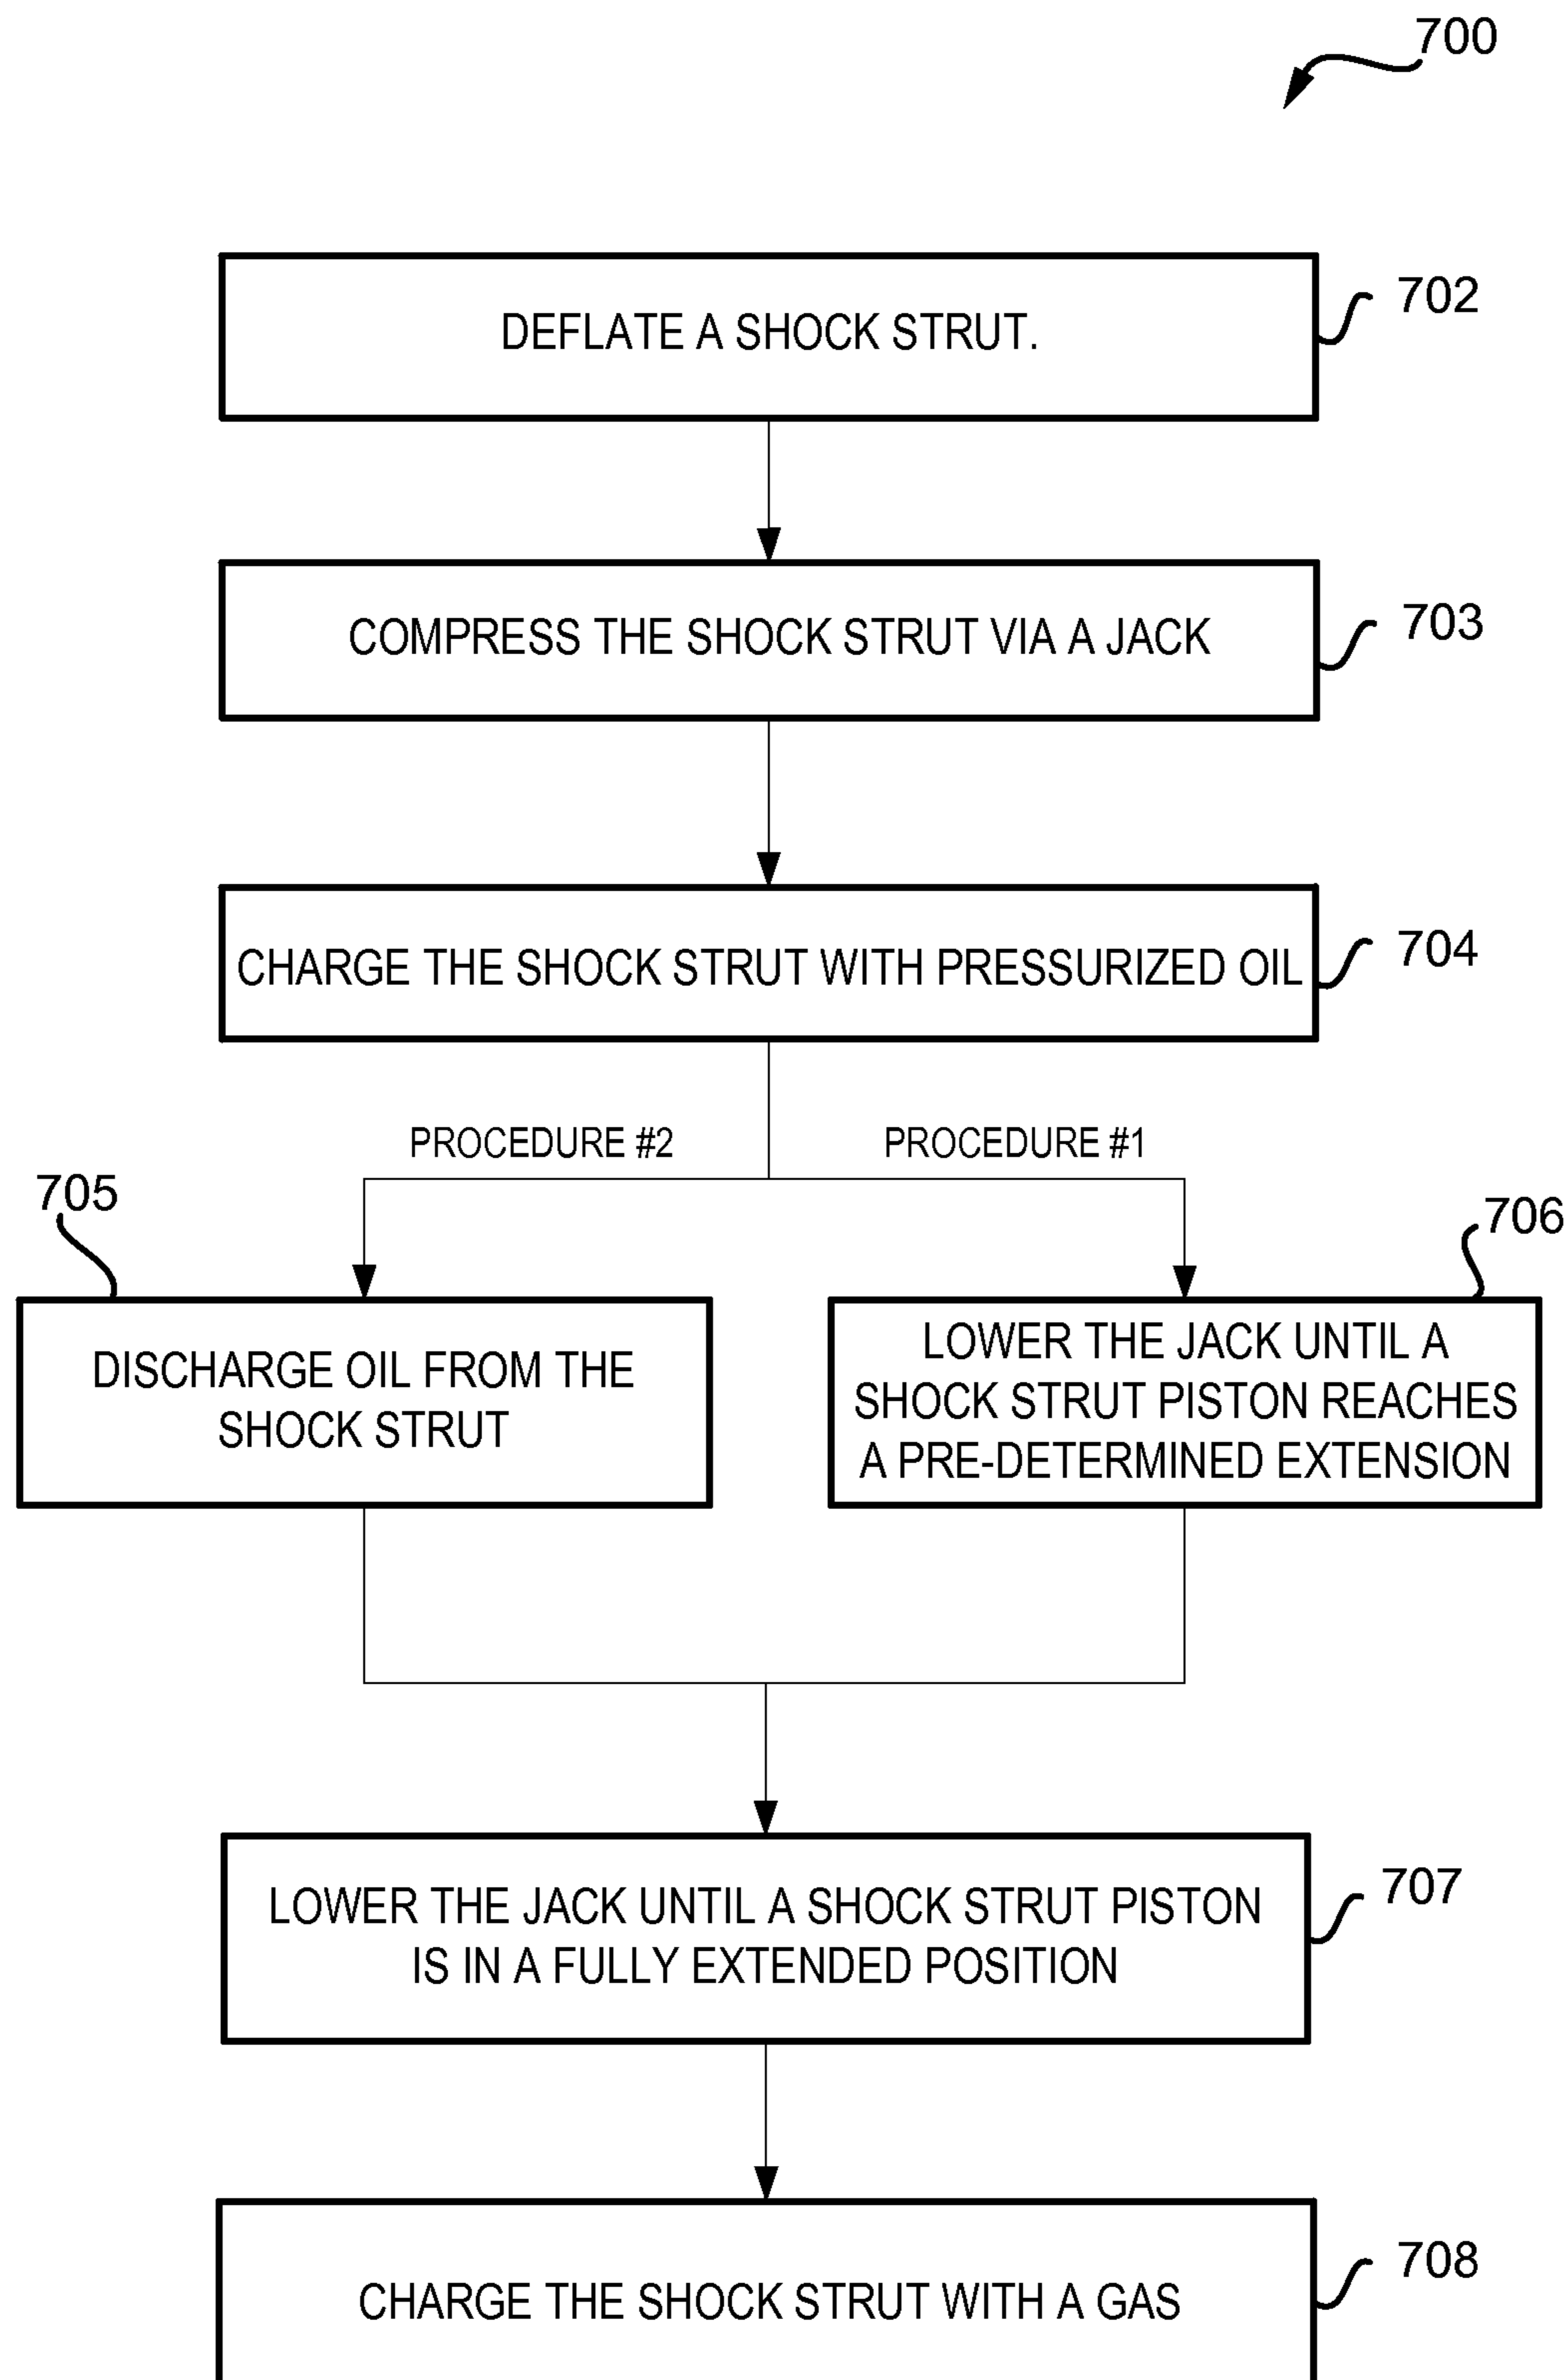 700
DEFLATE A SHOCK STRUT.
702
COMPRESS THE SHOCK STRUT VIA A JACK
703
CHARGE THE SHOCK STRUT WITH PRESSURIZED OIL
704
PROCEDURE #2
PROCEDURE #1
705
706
DISCHARGE OIL FROM THE
SHOCK STRUT
LOWER THE JACK UNTIL A
SHOCK STRUT PISTON REACHES
A PRE-DETERMINED EXTENSION
LOWER THE JACK UNTIL A SHOCK STRUT PISTON
IS IN A FULLY EXTENDED POSITION
707
CHARGE THE SHOCK STRUT WITH A GAS
708